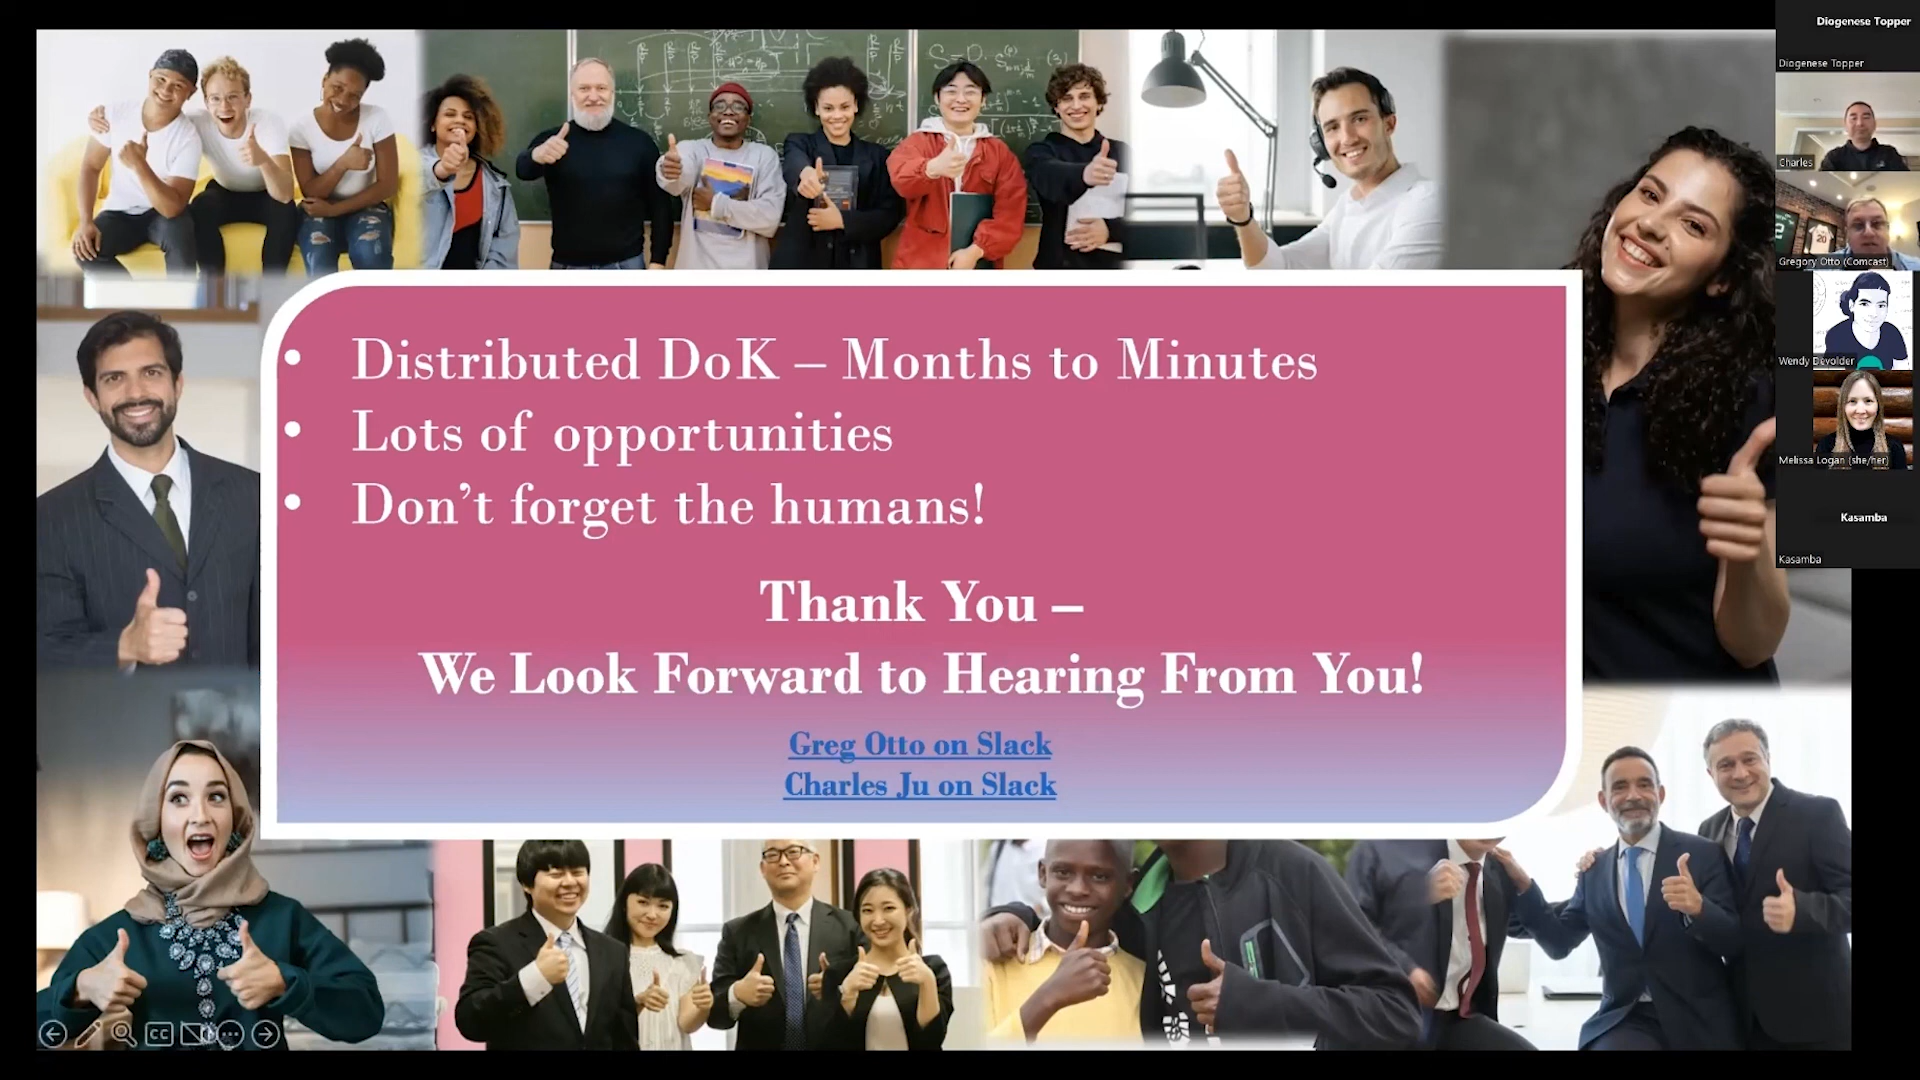 • Distributed DoK – Months to Minutes
• Lots of opportunities
• Don’t forget the humans!
Thank You –
We Look Forward to Hearing From You!
Greg Otto on Slack
Charles Ju on Slack
Diogenese Topper
Diogenese Topper
Charles
Gregory Otto (Comcast)
Wendy Devolder
Melissa Logan (she/her)
Kasamba
Kasamba
CC